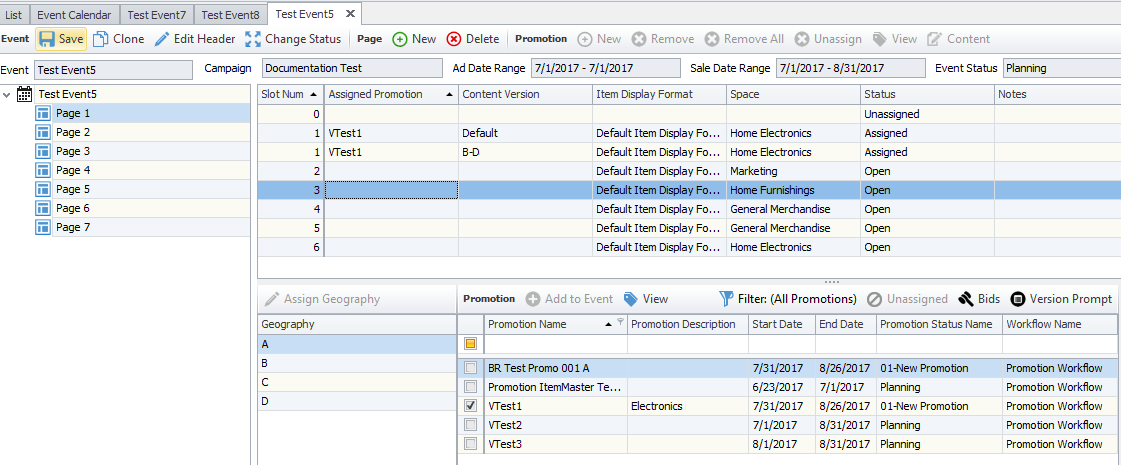 List Event Calendar Test Event7 Test Event8 Test Event5
Event Save Clone Edit Header Change Status Page New Delete Promotion New Remove Remove All Unassign View Content
Event Test Event5 Campaign Documentation Test Ad Date Range 7/1/2017 - 7/1/2017 Sale Date Range 7/1/2017 - 8/31/2017 Event Status Planning
Test Event5
Page 1
Page 2
Page 3
Page 4
Page 5
Page 6
Page 7
Slot Num Assigned Promotion Content Version Item Display Format Space Status Notes
0 Unassigned
1 VTest1 Default Default Item Display Fo... Home Electronics Assigned
1 VTest1 B-D Default Item Display Fo... Home Electronics Assigned
2 Default Item Display Fo... Marketing Open
3 Default Item Display Fo... Home Furnishings Open
4 Default Item Display Fo... General Merchandise Open
5 Default Item Display Fo... General Merchandise Open
6 Default Item Display Fo... Home Electronics Open
Assign Geography
Geography
A
B
C
D
Promotion Add to Event View Filter: (All Promotions) Unassigned Bids Version Prompt
Promotion Name Promotion Description Start Date End Date Promotion Status Name Workflow Name
BR Test Promo 001 A 7/31/2017 8/26/2017 01-New Promotion Promotion Workflow
Promotion ItemMaster Te... 6/23/2017 7/1/2017 Planning Promotion Workflow
VTest1 Electronics 7/31/2017 8/26/2017 01-New Promotion Promotion Workflow
VTest2 7/1/2017 8/31/2017 Planning Promotion Workflow
VTest3 8/1/2017 8/31/2017 Planning Promotion Workflow